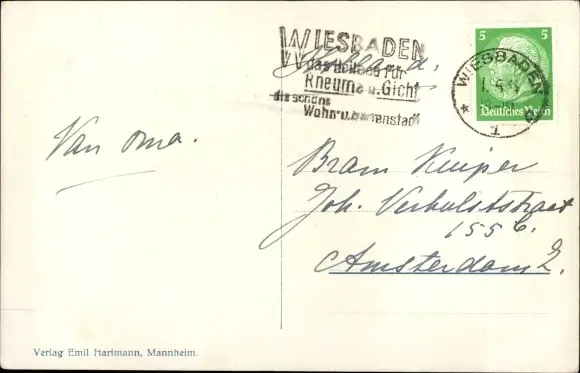 WIESBADEN
das Heilbad für
Rheuma u. Gicht
die schöne
Wohn- u. Gartenstadt
WIESBADEN
1
5 5
Deutsches Reich
Van oma.
Bram Kuiper
Joh. Verhulststraat
155 b.
Amsterdam Z.
Verlag Emil Hartmann, Mannheim.